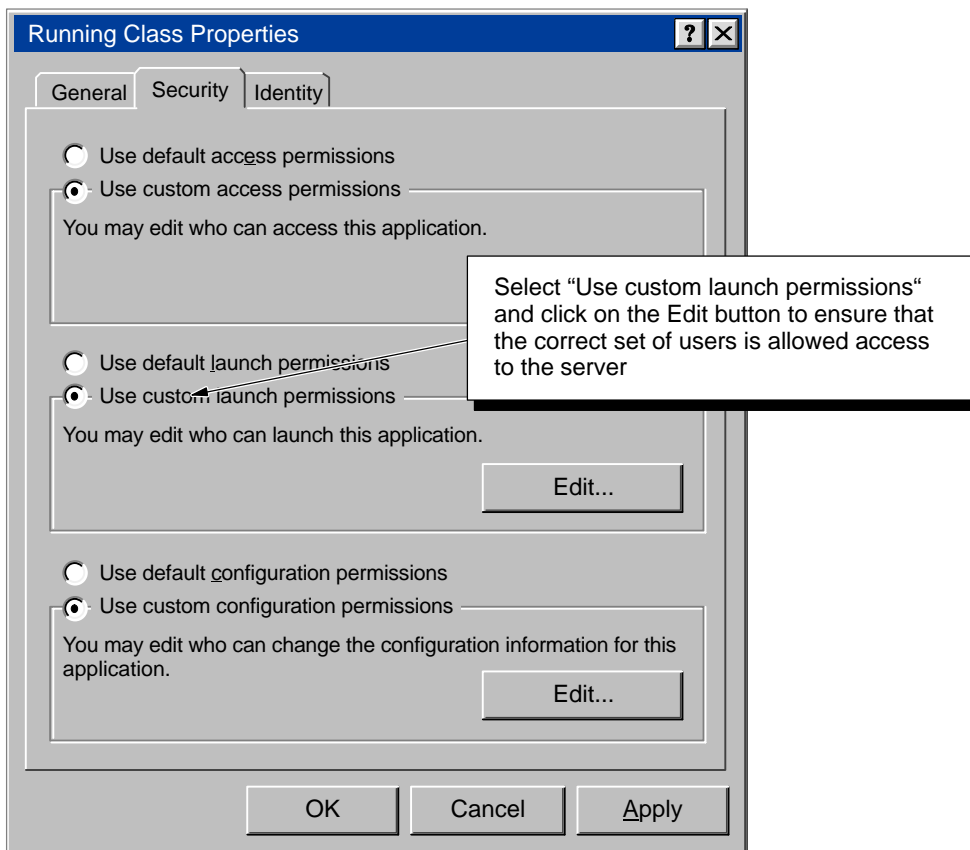 Running Class Properties
?
General Security Identity
Use default access permissions
Use custom access permissions
You may edit who can access this application.
Select “Use custom launch permissions“
and click on the Edit button to ensure that
the correct set of users is allowed access
to the server
Use default launch permissions
Use custom launch permissions
You may edit who can launch this application.
Edit...
Use default configuration permissions
Use custom configuration permissions
You may edit who can change the configuration information for this
application.
Edit...
OK Cancel Apply